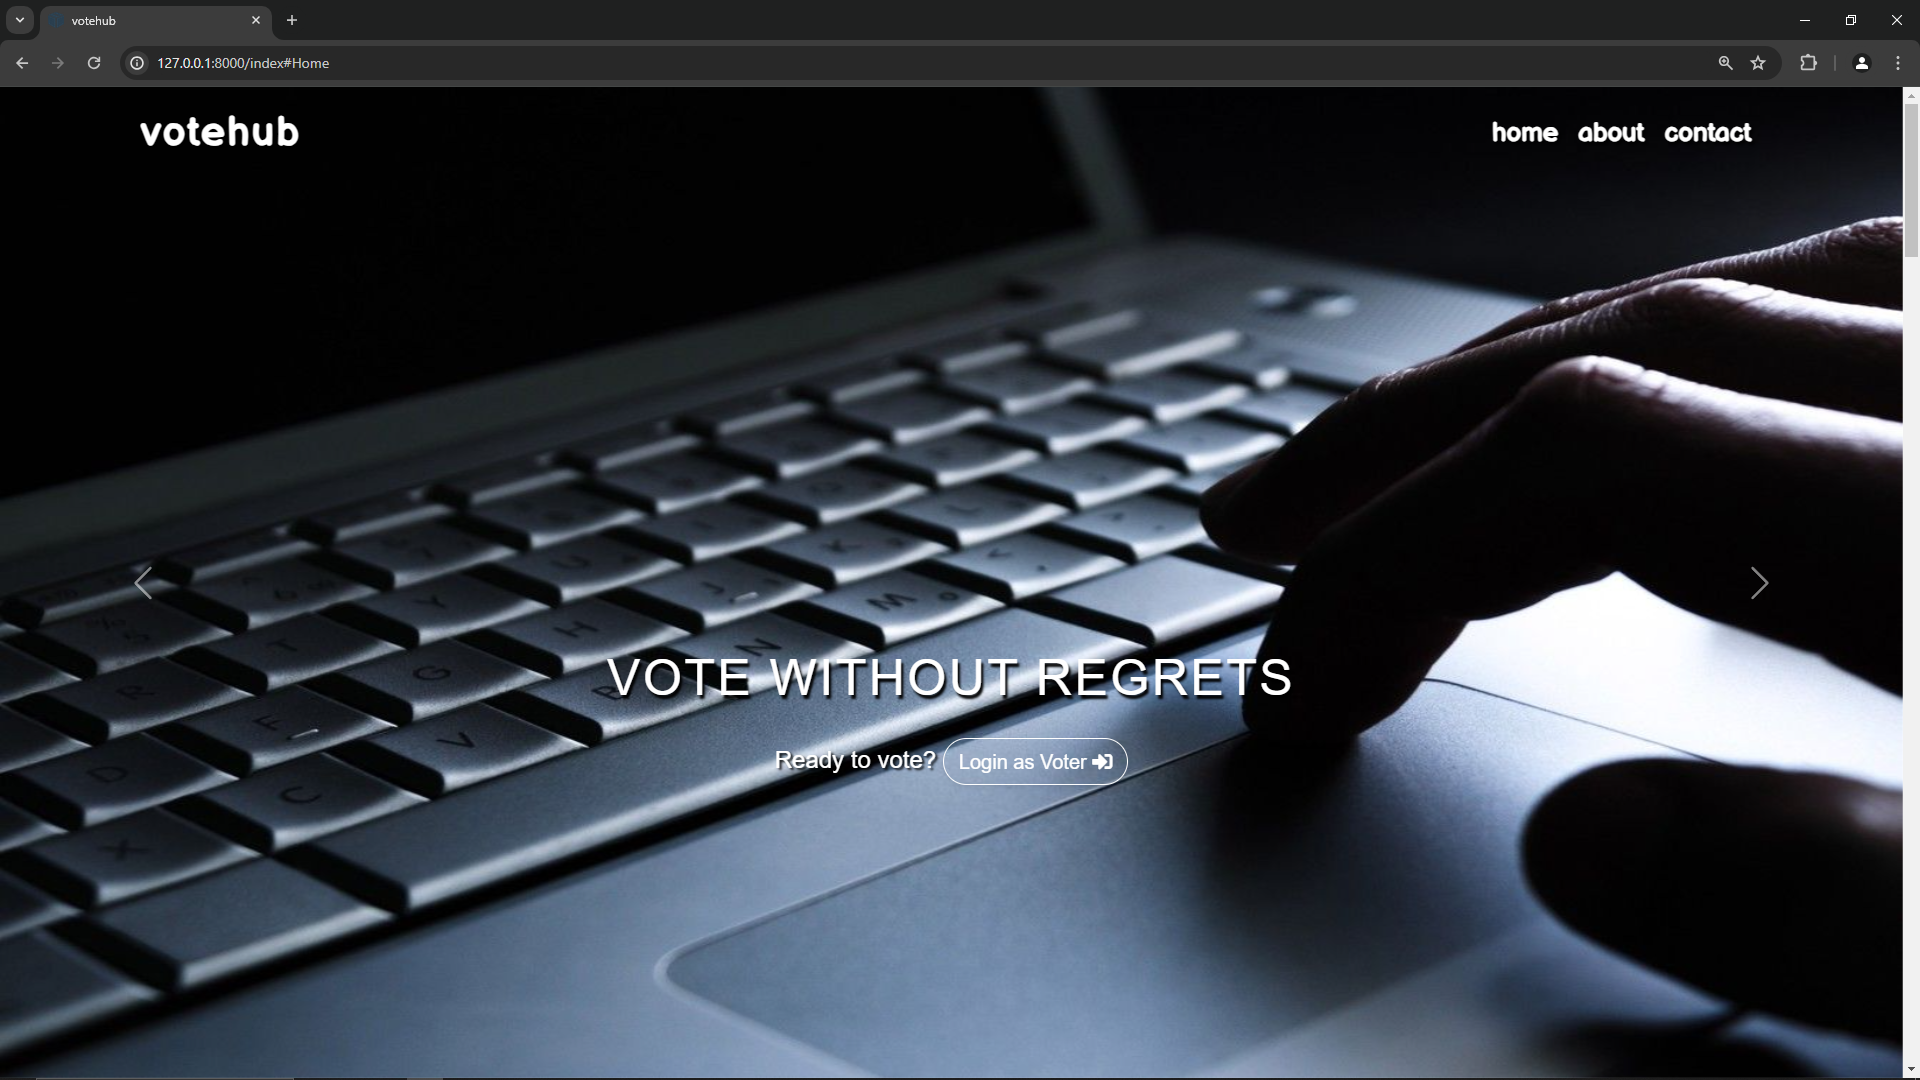 votehub
127.0.0.1:8000/index#Home
votehub
home about contact
VOTE WITHOUT REGRETS
Ready to vote? Login as Voter